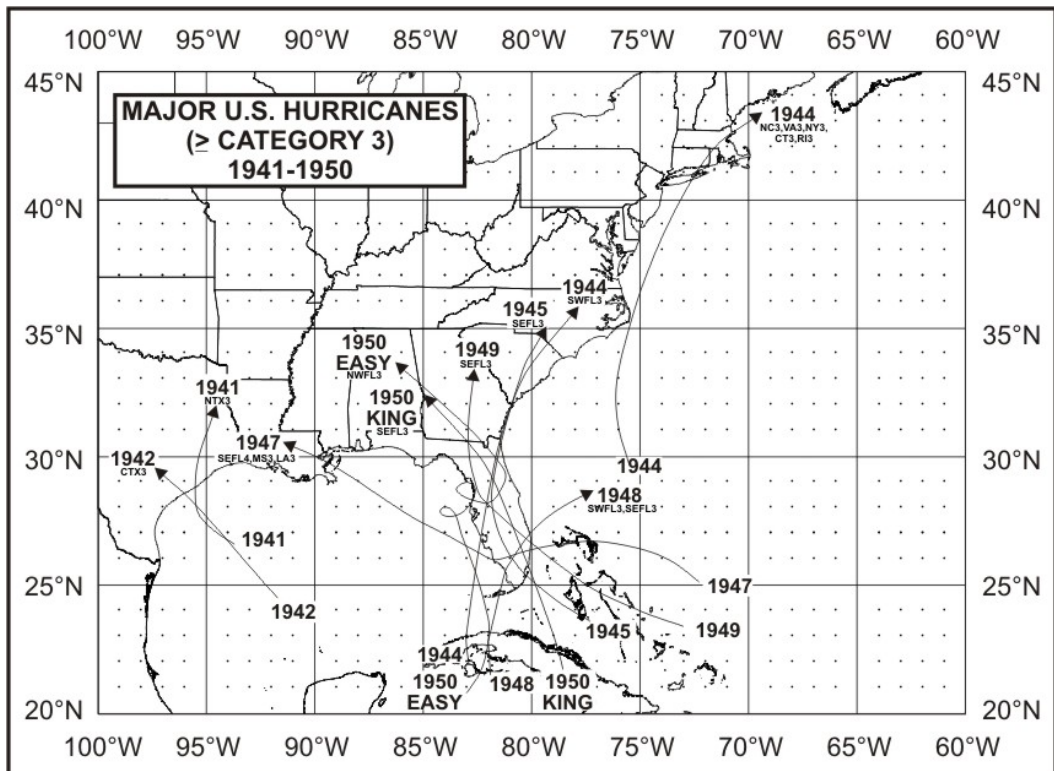 100°W 95°W 90°W 85°W 80°W 75°W 70°W 65°W 60°W
45°N 45°N
MAJOR U.S. HURRICANES
(≥ CATEGORY 3)
1941-1950
1944
NC3,VA3,NY3,
CT3,RI3
40°N 40°N
1944
SWFL3
1945
SEFL3
35°N 35°N
1950
EASY
NWFL3
1949
SEFL3
1941
NTX3
1950
KING
SEFL3
1947
SEFL4,MS3,LA3
1942
CTX3
30°N 30°N
1944
1948
SWFL3,SEFL3
1941
25°N 25°N
1947
1942
1945
1949
1944
1950
EASY
1948
1950
KING
20°N 20°N
100°W 95°W 90°W 85°W 80°W 75°W 70°W 65°W 60°W